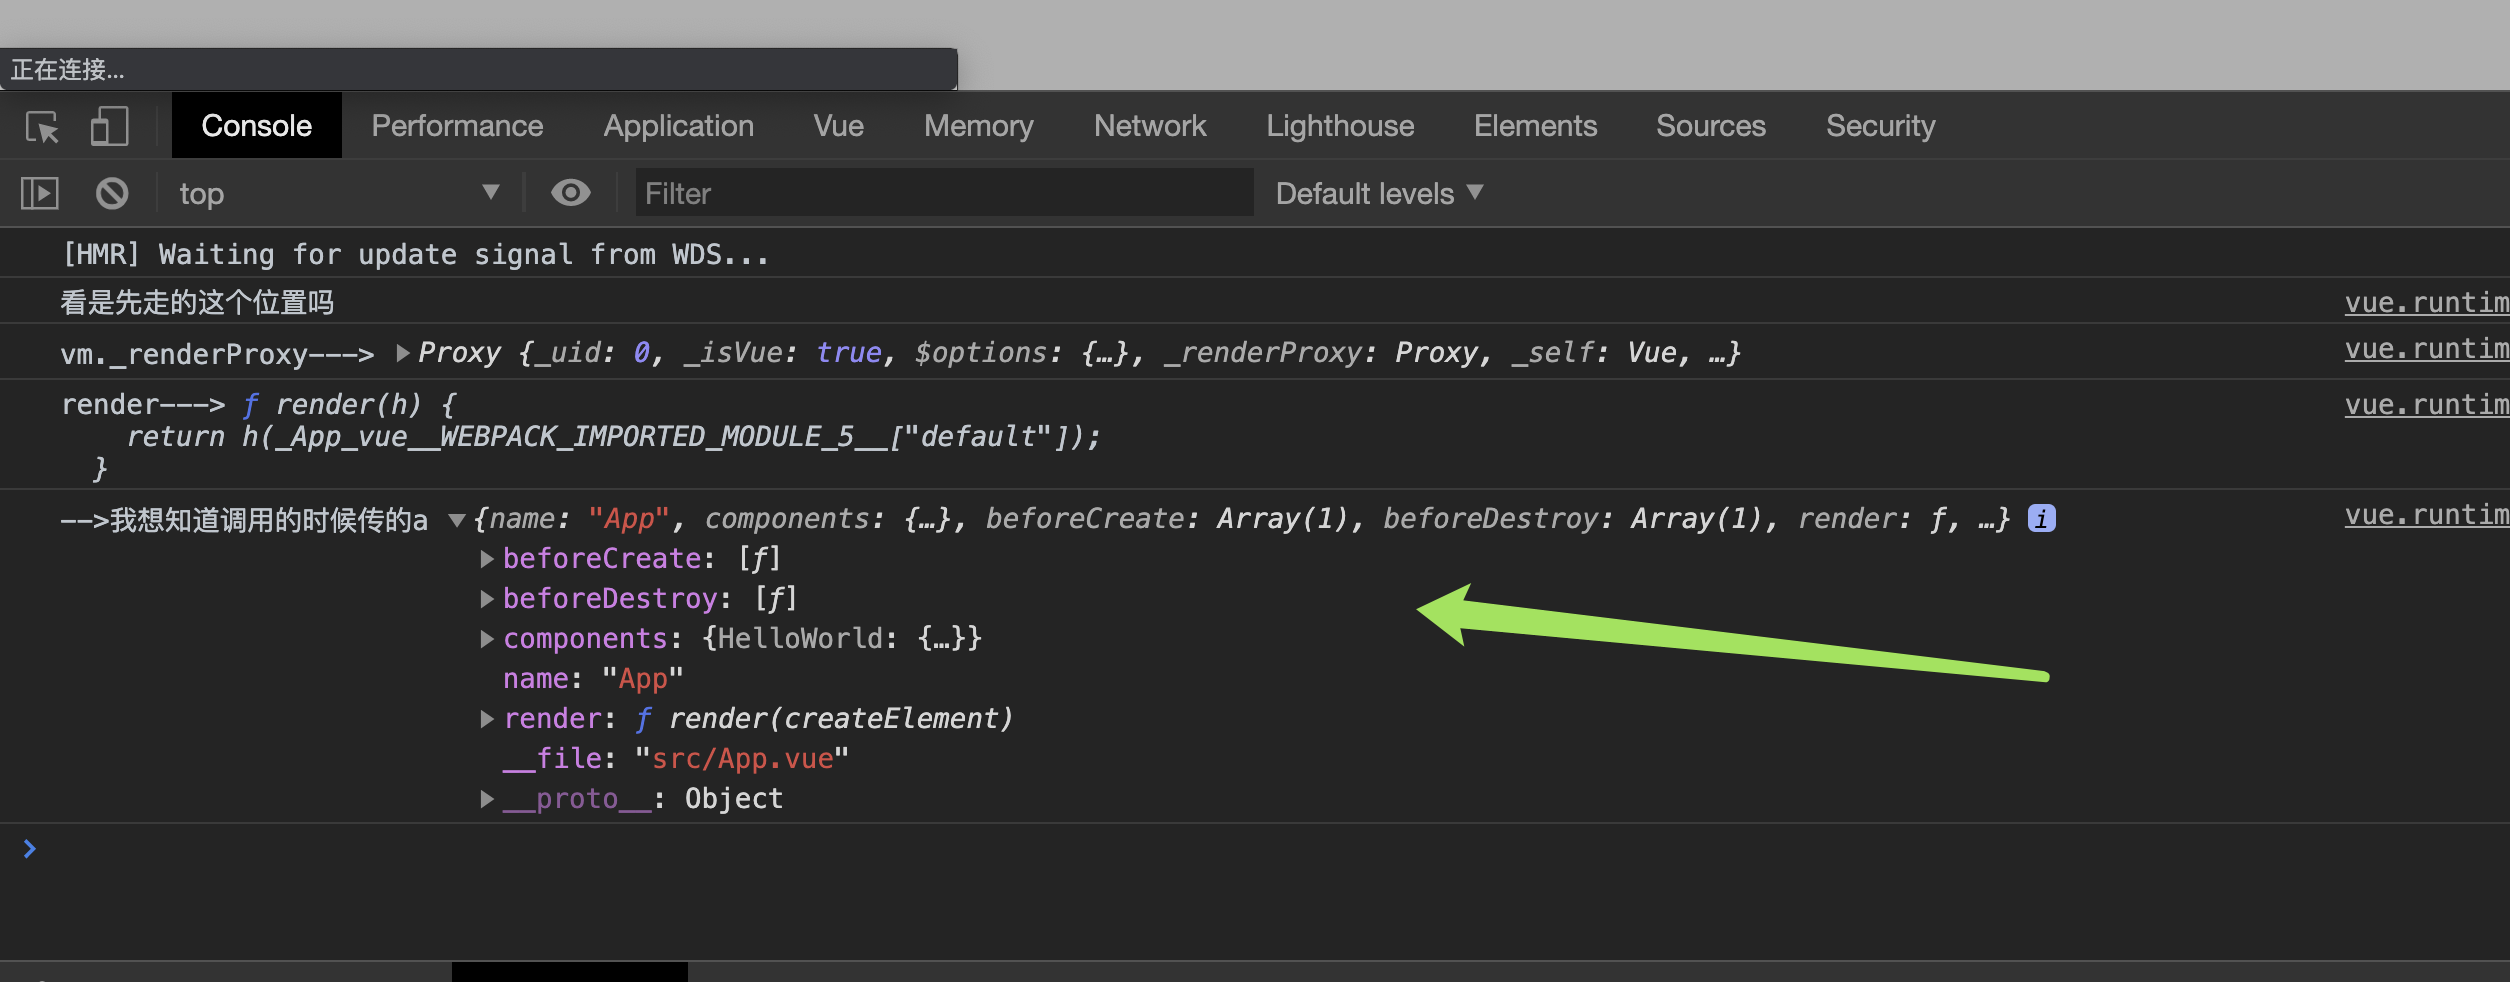 正在连接...
Console Performance Application Vue Memory Network Lighthouse Elements Sources Security
top Filter Default levels
[HMR] Waiting for update signal from WDS...
看是先走的这个位置吗 vue.runtim
vm._renderProxy---> Proxy {_uid: 0, _isVue: true, $options: {…}, _renderProxy: Proxy, _self: Vue, …} vue.runtim
render---> ƒ render(h) { vue.runtim
return h(_App_vue__WEBPACK_IMPORTED_MODULE_5__["default"]);
}
-->我想知道调用的时候传的a {name: "App", components: {…}, beforeCreate: Array(1), beforeDestroy: Array(1), render: ƒ, …} i vue.runtim
beforeCreate: [ƒ]
beforeDestroy: [ƒ]
components: {HelloWorld: {…}}
name: "App"
render: ƒ render(createElement)
__file: "src/App.vue"
__proto__: Object